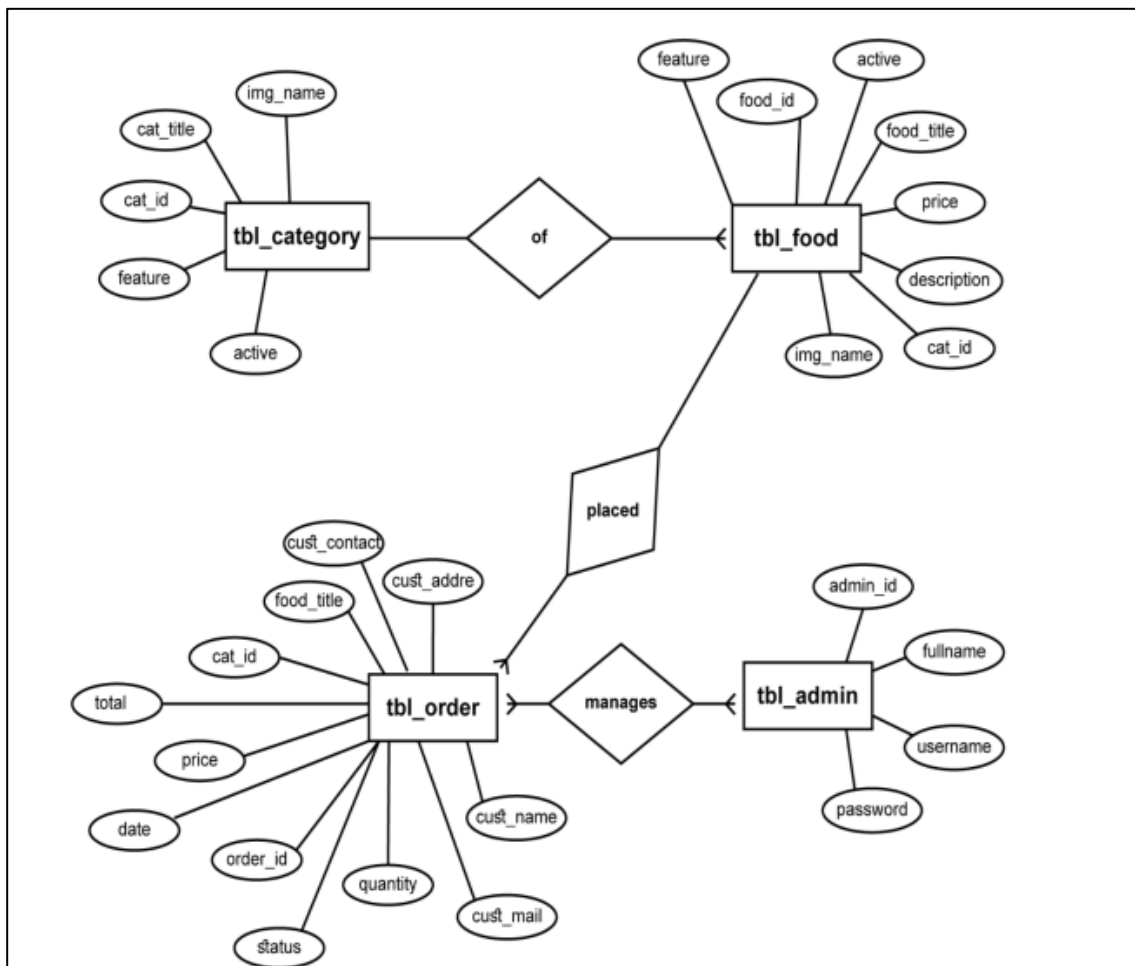 feature
active
img_name
food_id
cat_title
food_title
cat_id
price
tbl_category
of
tbl_food
feature
description
active
img_name
cat_id
placed
cust_contact
cust_addre
admin_id
food_title
fullname
cat_id
total
tbl_order
manages
tbl_admin
username
price
password
date
cust_name
order_id
quantity
cust_mail
status